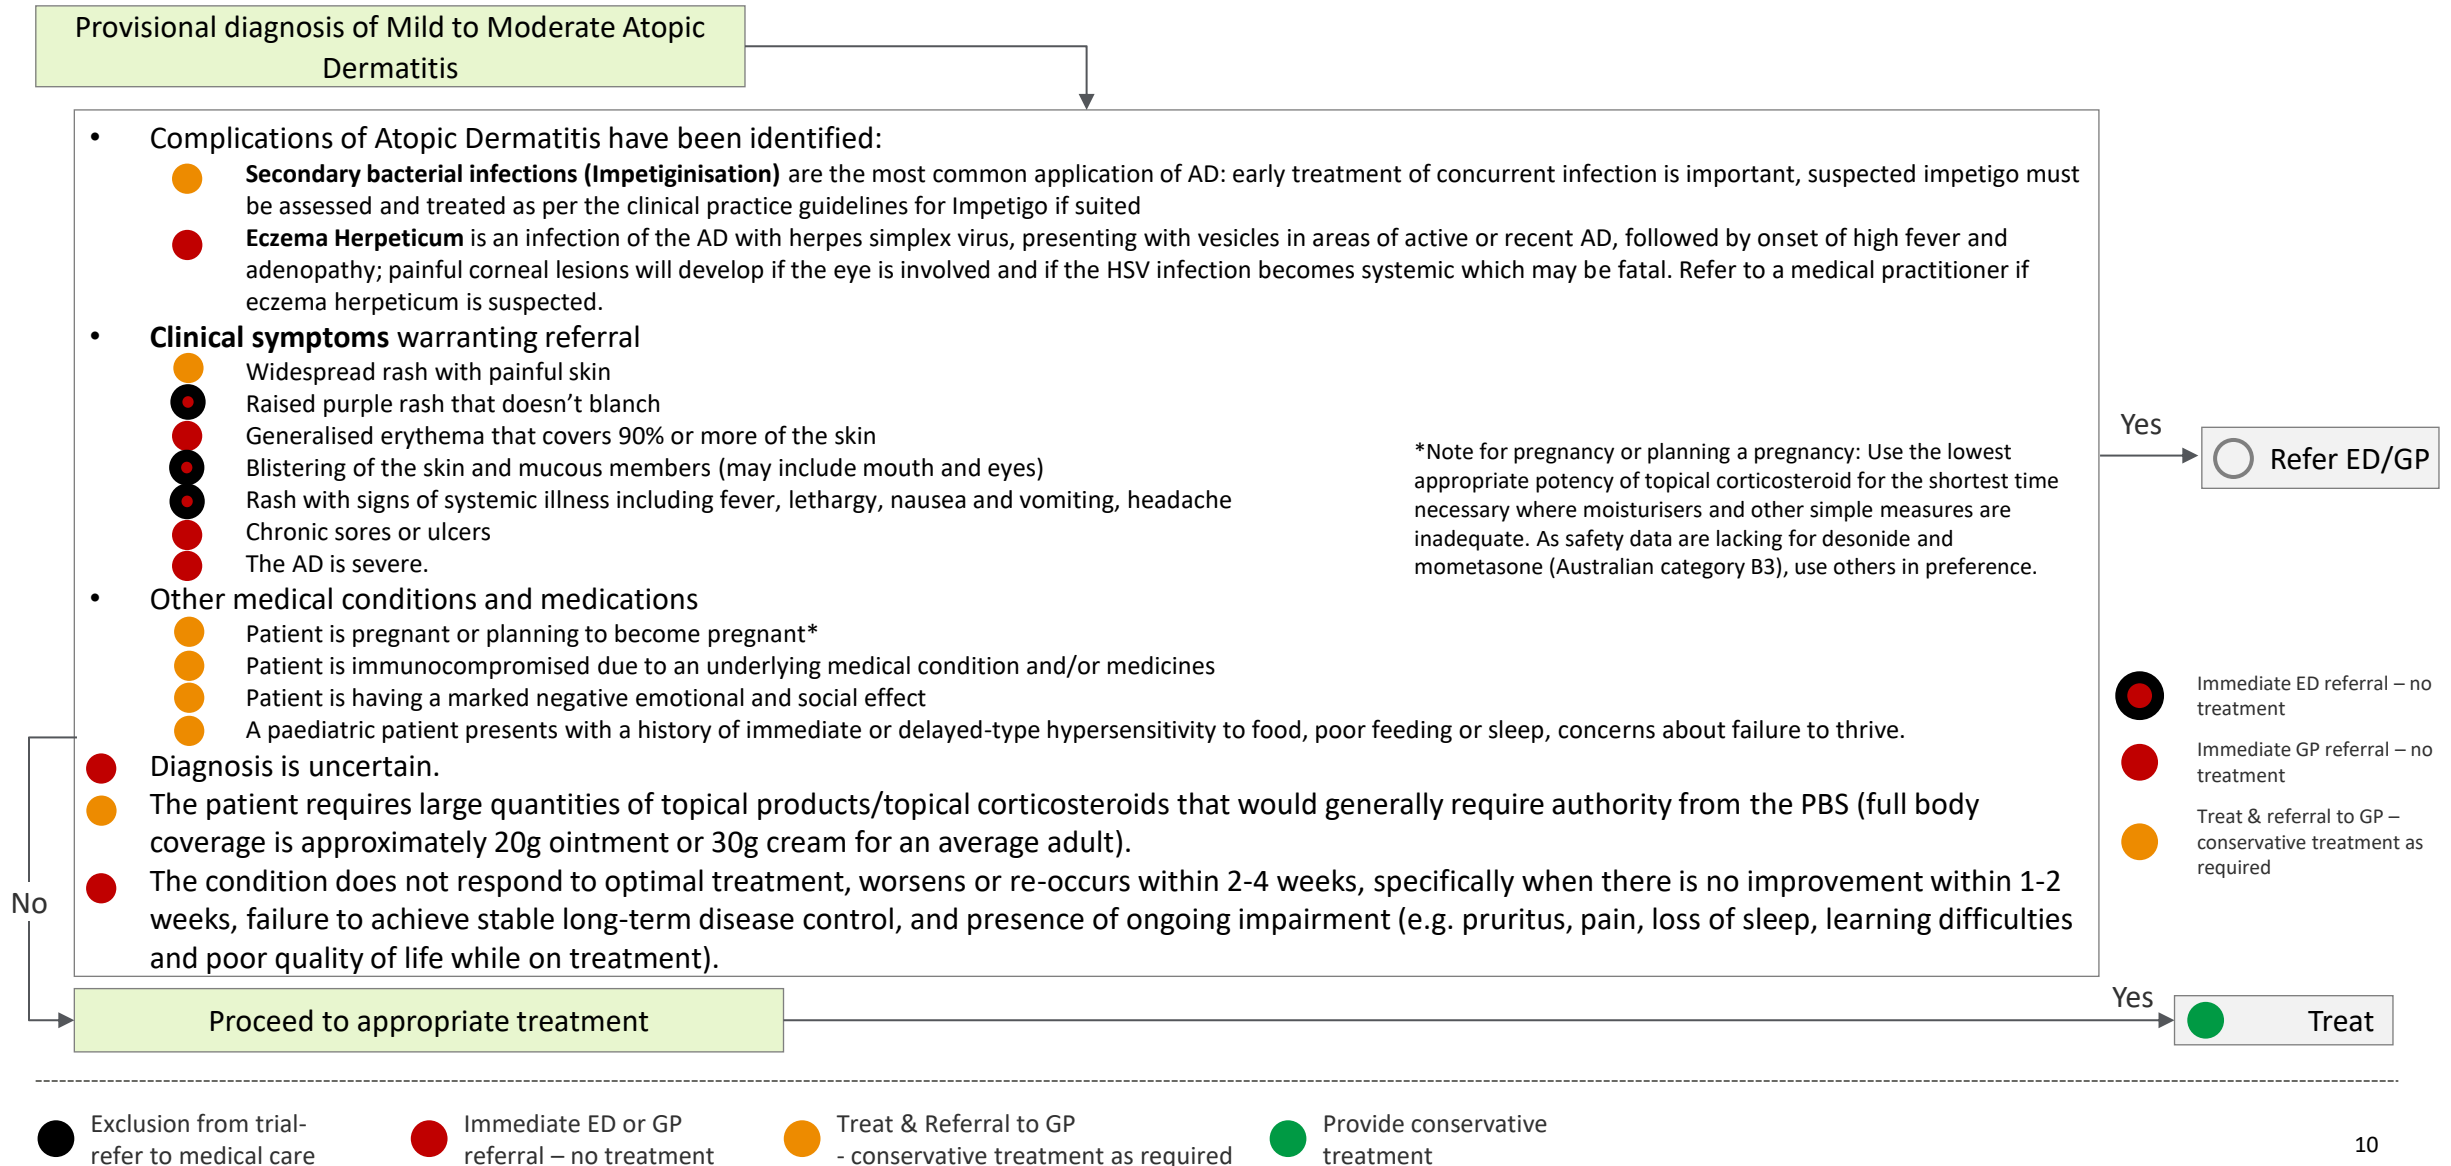 Provisional diagnosis of Mild to Moderate Atopic
Dermatitis
• Complications of Atopic Dermatitis have been identified:
Secondary bacterial infections (Impetiginisation) are the most common application of AD: early treatment of concurrent infection is important, suspected impetigo must
be assessed and treated as per the clinical practice guidelines for Impetigo if suited
Eczema Herpeticum is an infection of the AD with herpes simplex virus, presenting with vesicles in areas of active or recent AD, followed by onset of high fever and
adenopathy; painful corneal lesions will develop if the eye is involved and if the HSV infection becomes systemic which may be fatal. Refer to a medical practitioner if
eczema herpeticum is suspected.
• Clinical symptoms warranting referral
Widespread rash with painful skin
Raised purple rash that doesn’t blanch
Generalised erythema that covers 90% or more of the skin
Blistering of the skin and mucous members (may include mouth and eyes)
Rash with signs of systemic illness including fever, lethargy, nausea and vomiting, headache
Chronic sores or ulcers
The AD is severe.
*Note for pregnancy or planning a pregnancy: Use the lowest
appropriate potency of topical corticosteroid for the shortest time
necessary where moisturisers and other simple measures are
inadequate. As safety data are lacking for desonide and
mometasone (Australian category B3), use others in preference.
Yes
Refer ED/GP
• Other medical conditions and medications
Patient is pregnant or planning to become pregnant*
Patient is immunocompromised due to an underlying medical condition and/or medicines
Patient is having a marked negative emotional and social effect
A paediatric patient presents with a history of immediate or delayed-type hypersensitivity to food, poor feeding or sleep, concerns about failure to thrive.
Diagnosis is uncertain.
The patient requires large quantities of topical products/topical corticosteroids that would generally require authority from the PBS (full body
coverage is approximately 20g ointment or 30g cream for an average adult).
The condition does not respond to optimal treatment, worsens or re-occurs within 2-4 weeks, specifically when there is no improvement within 1-2
weeks, failure to achieve stable long-term disease control, and presence of ongoing impairment (e.g. pruritus, pain, loss of sleep, learning difficulties
and poor quality of life while on treatment).
Immediate ED referral – no
treatment
Immediate GP referral – no
treatment
Treat & referral to GP –
conservative treatment as
required
No
Proceed to appropriate treatment
Yes
Treat
Exclusion from trial-
refer to medical care
Immediate ED or GP
referral – no treatment
Treat & Referral to GP
- conservative treatment as required
Provide conservative
treatment
10